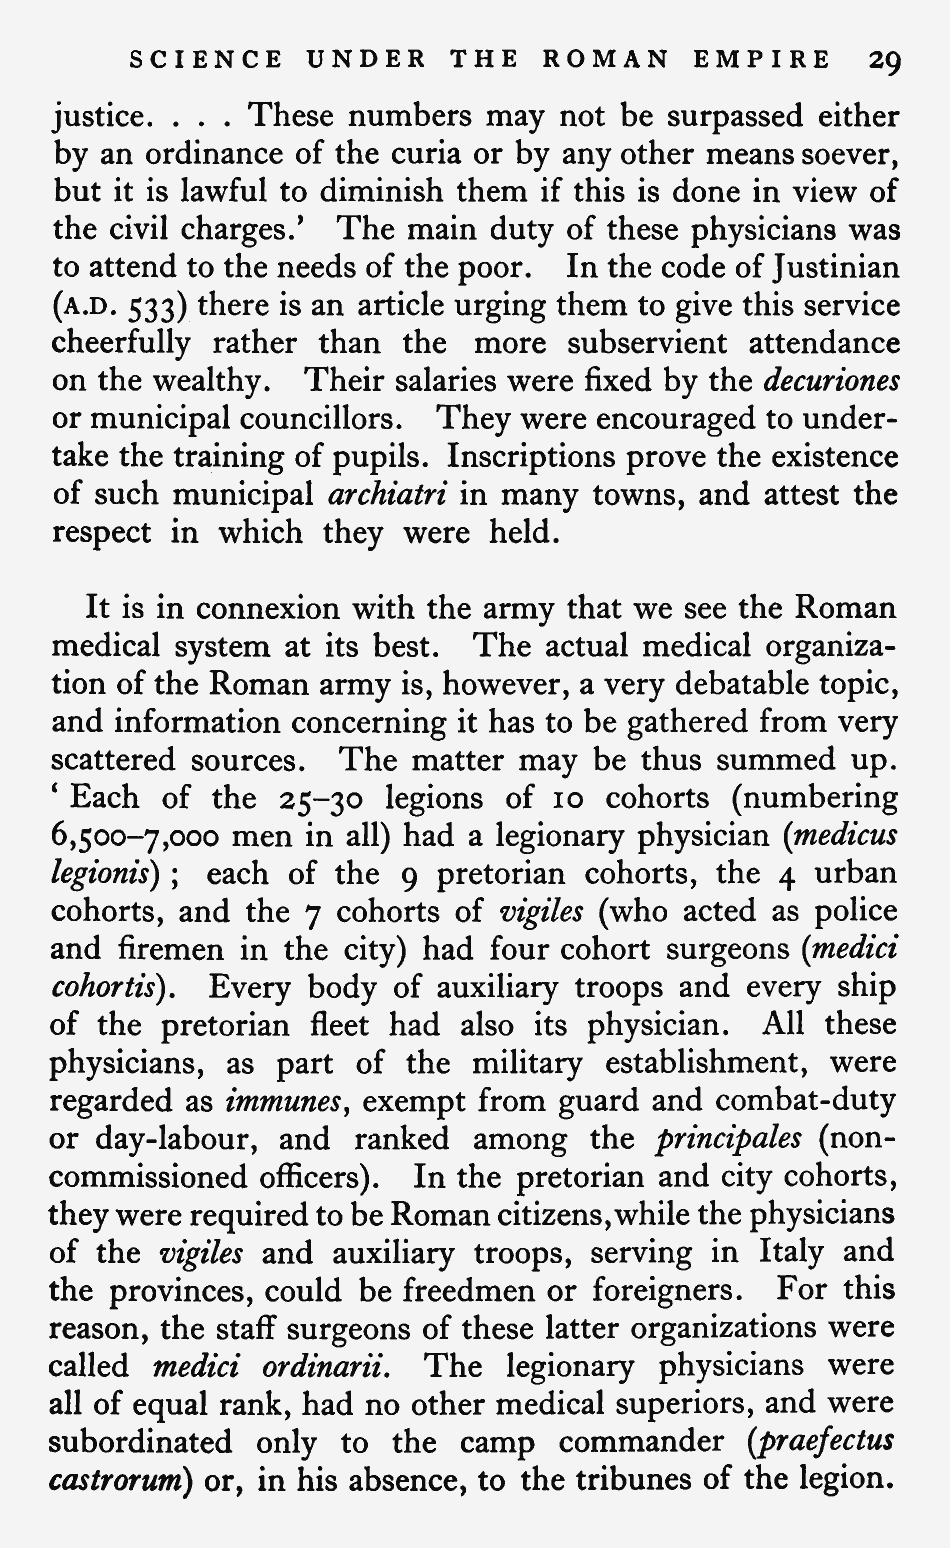 SCIENCE UNDER THE ROMAN EMPIRE 29
justice. . . . These numbers may not be surpassed either
by an ordinance of the curia or by any other means soever,
but it is lawful to diminish them if this is done in view of
the civil charges.’ The main duty of these physicians was
to attend to the needs of the poor. In the code of Justinian
(A.D. 533) there is an article urging them to give this service
cheerfully rather than the more subservient attendance
on the wealthy. Their salaries were fixed by the decuriones
or municipal councillors. They were encouraged to under-
take the training of pupils. Inscriptions prove the existence
of such municipal archiatri in many towns, and attest the
respect in which they were held.
It is in connexion with the army that we see the Roman
medical system at its best. The actual medical organiza-
tion of the Roman army is, however, a very debatable topic,
and information concerning it has to be gathered from very
scattered sources. The matter may be thus summed up.
‘ Each of the 25–30 legions of 10 cohorts (numbering
6,500–7,000 men in all) had a legionary physician (medicus
legionis) ; each of the 9 pretorian cohorts, the 4 urban
cohorts, and the 7 cohorts of vigiles (who acted as police
and firemen in the city) had four cohort surgeons (medici
cohortis). Every body of auxiliary troops and every ship
of the pretorian fleet had also its physician. All these
physicians, as part of the military establishment, were
regarded as immunes, exempt from guard and combat-duty
or day-labour, and ranked among the principales (non-
commissioned officers). In the pretorian and city cohorts,
they were required to be Roman citizens, while the physicians
of the vigiles and auxiliary troops, serving in Italy and
the provinces, could be freedmen or foreigners. For this
reason, the staff surgeons of these latter organizations were
called medici ordinarii. The legionary physicians were
all of equal rank, had no other medical superiors, and were
subordinated only to the camp commander (praefectus
castrorum) or, in his absence, to the tribunes of the legion.